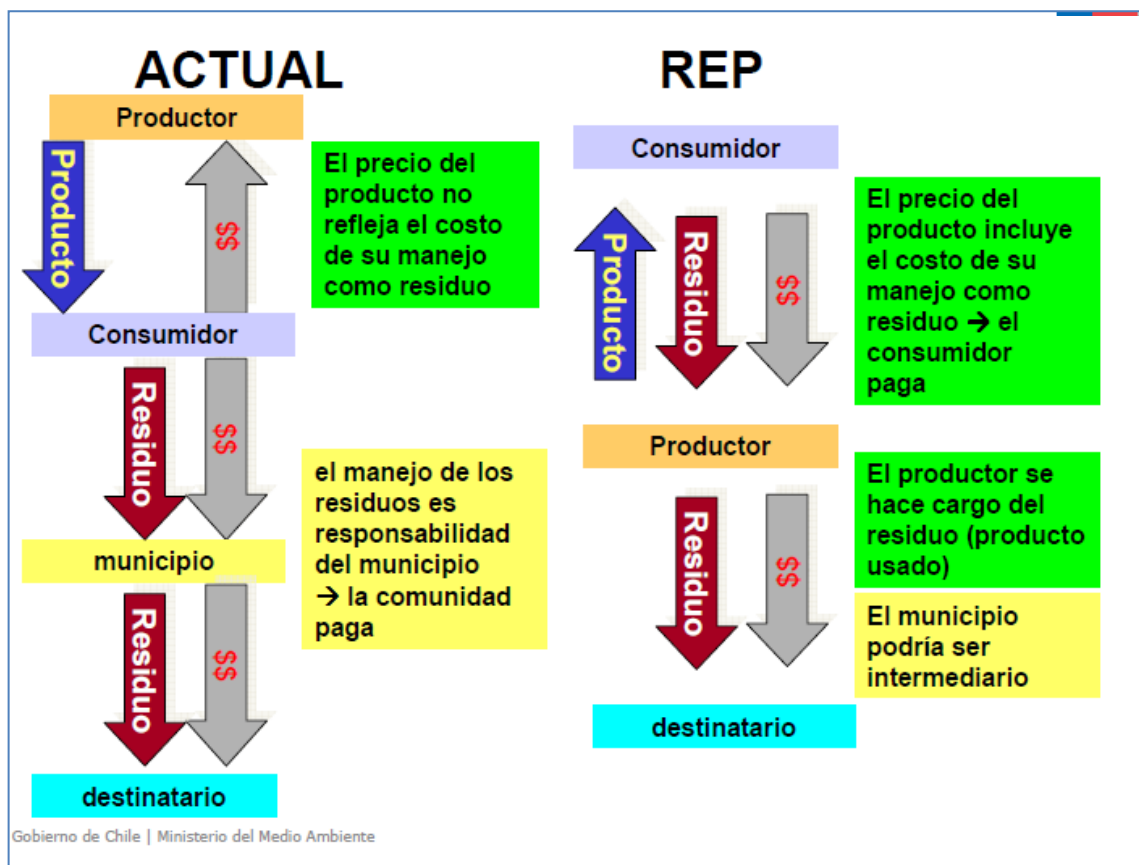 ACTUAL
Productor
Producto
$$
El precio del
producto no
refleja el costo
de su manejo
como residuo
Consumidor
Residuo
$$
municipio
el manejo de los
residuos es
responsabilidad
del municipio
→ la comunidad
paga
Residuo
$$
destinatario
REP
Consumidor
Producto
Residuo
$$
El precio del
producto incluye
el costo de su
manejo como
residuo → el
consumidor
paga
Productor
Residuo
$$
El productor se
hace cargo del
residuo (producto
usado)
El municipio
podría ser
intermediario
destinatario
Gobierno de Chile | Ministerio del Medio Ambiente